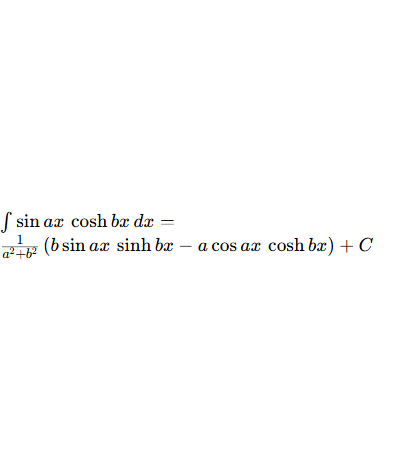 ∫ sin ax cosh bx dx =
1/(a²+b²) (b sin ax sinh bx − a cos ax cosh bx) + C